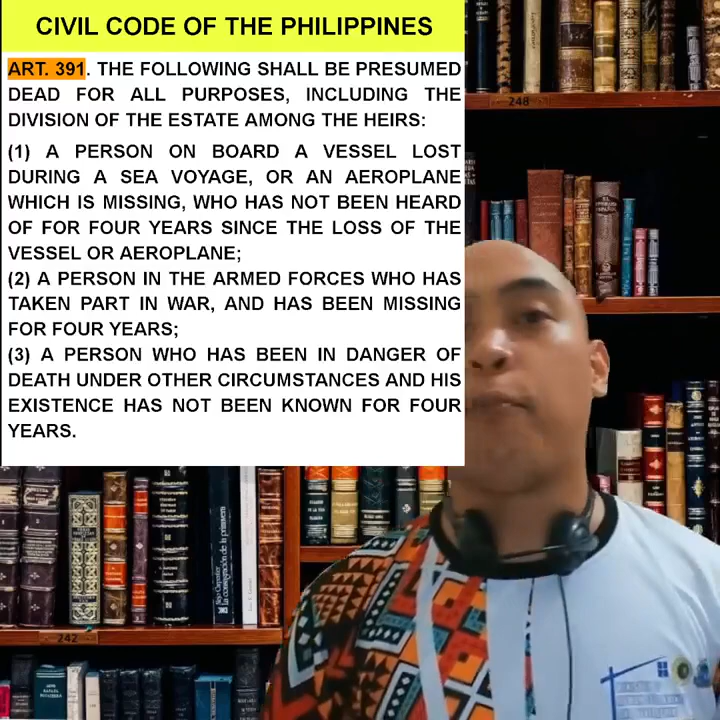 CIVIL CODE OF THE PHILIPPINES
ART. 391. THE FOLLOWING SHALL BE PRESUMED
DEAD FOR ALL PURPOSES, INCLUDING THE
DIVISION OF THE ESTATE AMONG THE HEIRS:
(1) A PERSON ON BOARD A VESSEL LOST
DURING A SEA VOYAGE, OR AN AEROPLANE
WHICH IS MISSING, WHO HAS NOT BEEN HEARD
OF FOR FOUR YEARS SINCE THE LOSS OF THE
VESSEL OR AEROPLANE;
(2) A PERSON IN THE ARMED FORCES WHO HAS
TAKEN PART IN WAR, AND HAS BEEN MISSING
FOR FOUR YEARS;
(3) A PERSON WHO HAS BEEN IN DANGER OF
DEATH UNDER OTHER CIRCUMSTANCES AND HIS
EXISTENCE HAS NOT BEEN KNOWN FOR FOUR
YEARS.
248
242